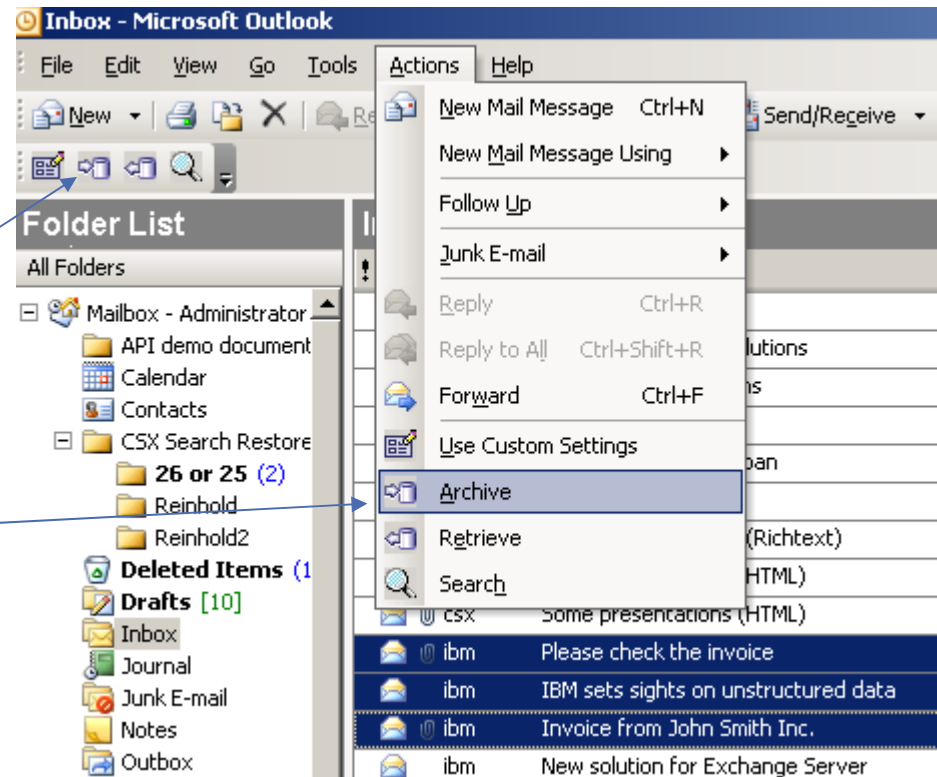 Inbox - Microsoft Outlook
File Edit View Go Tools Actions Help
New Re Send/Receive
New Mail Message Ctrl+N
New Mail Message Using
Follow Up
Junk E-mail
Reply Ctrl+R
Reply to All Ctrl+Shift+R
Forward Ctrl+F
Use Custom Settings
Archive
Retrieve
Search
Folder List
All Folders
Mailbox - Administrator
API demo document
Calendar
Contacts
CSX Search Restore
26 or 25 (2)
Reinhold
Reinhold2
Deleted Items (1
Drafts [10]
Inbox
Journal
Junk E-mail
Notes
Outbox
!
lutions
ns
pan
(Richtext)
HTML)
csx Some presentations (HTML)
ibm Please check the invoice
ibm IBM sets sights on unstructured data
ibm Invoice from John Smith Inc.
ibm New solution for Exchange Server